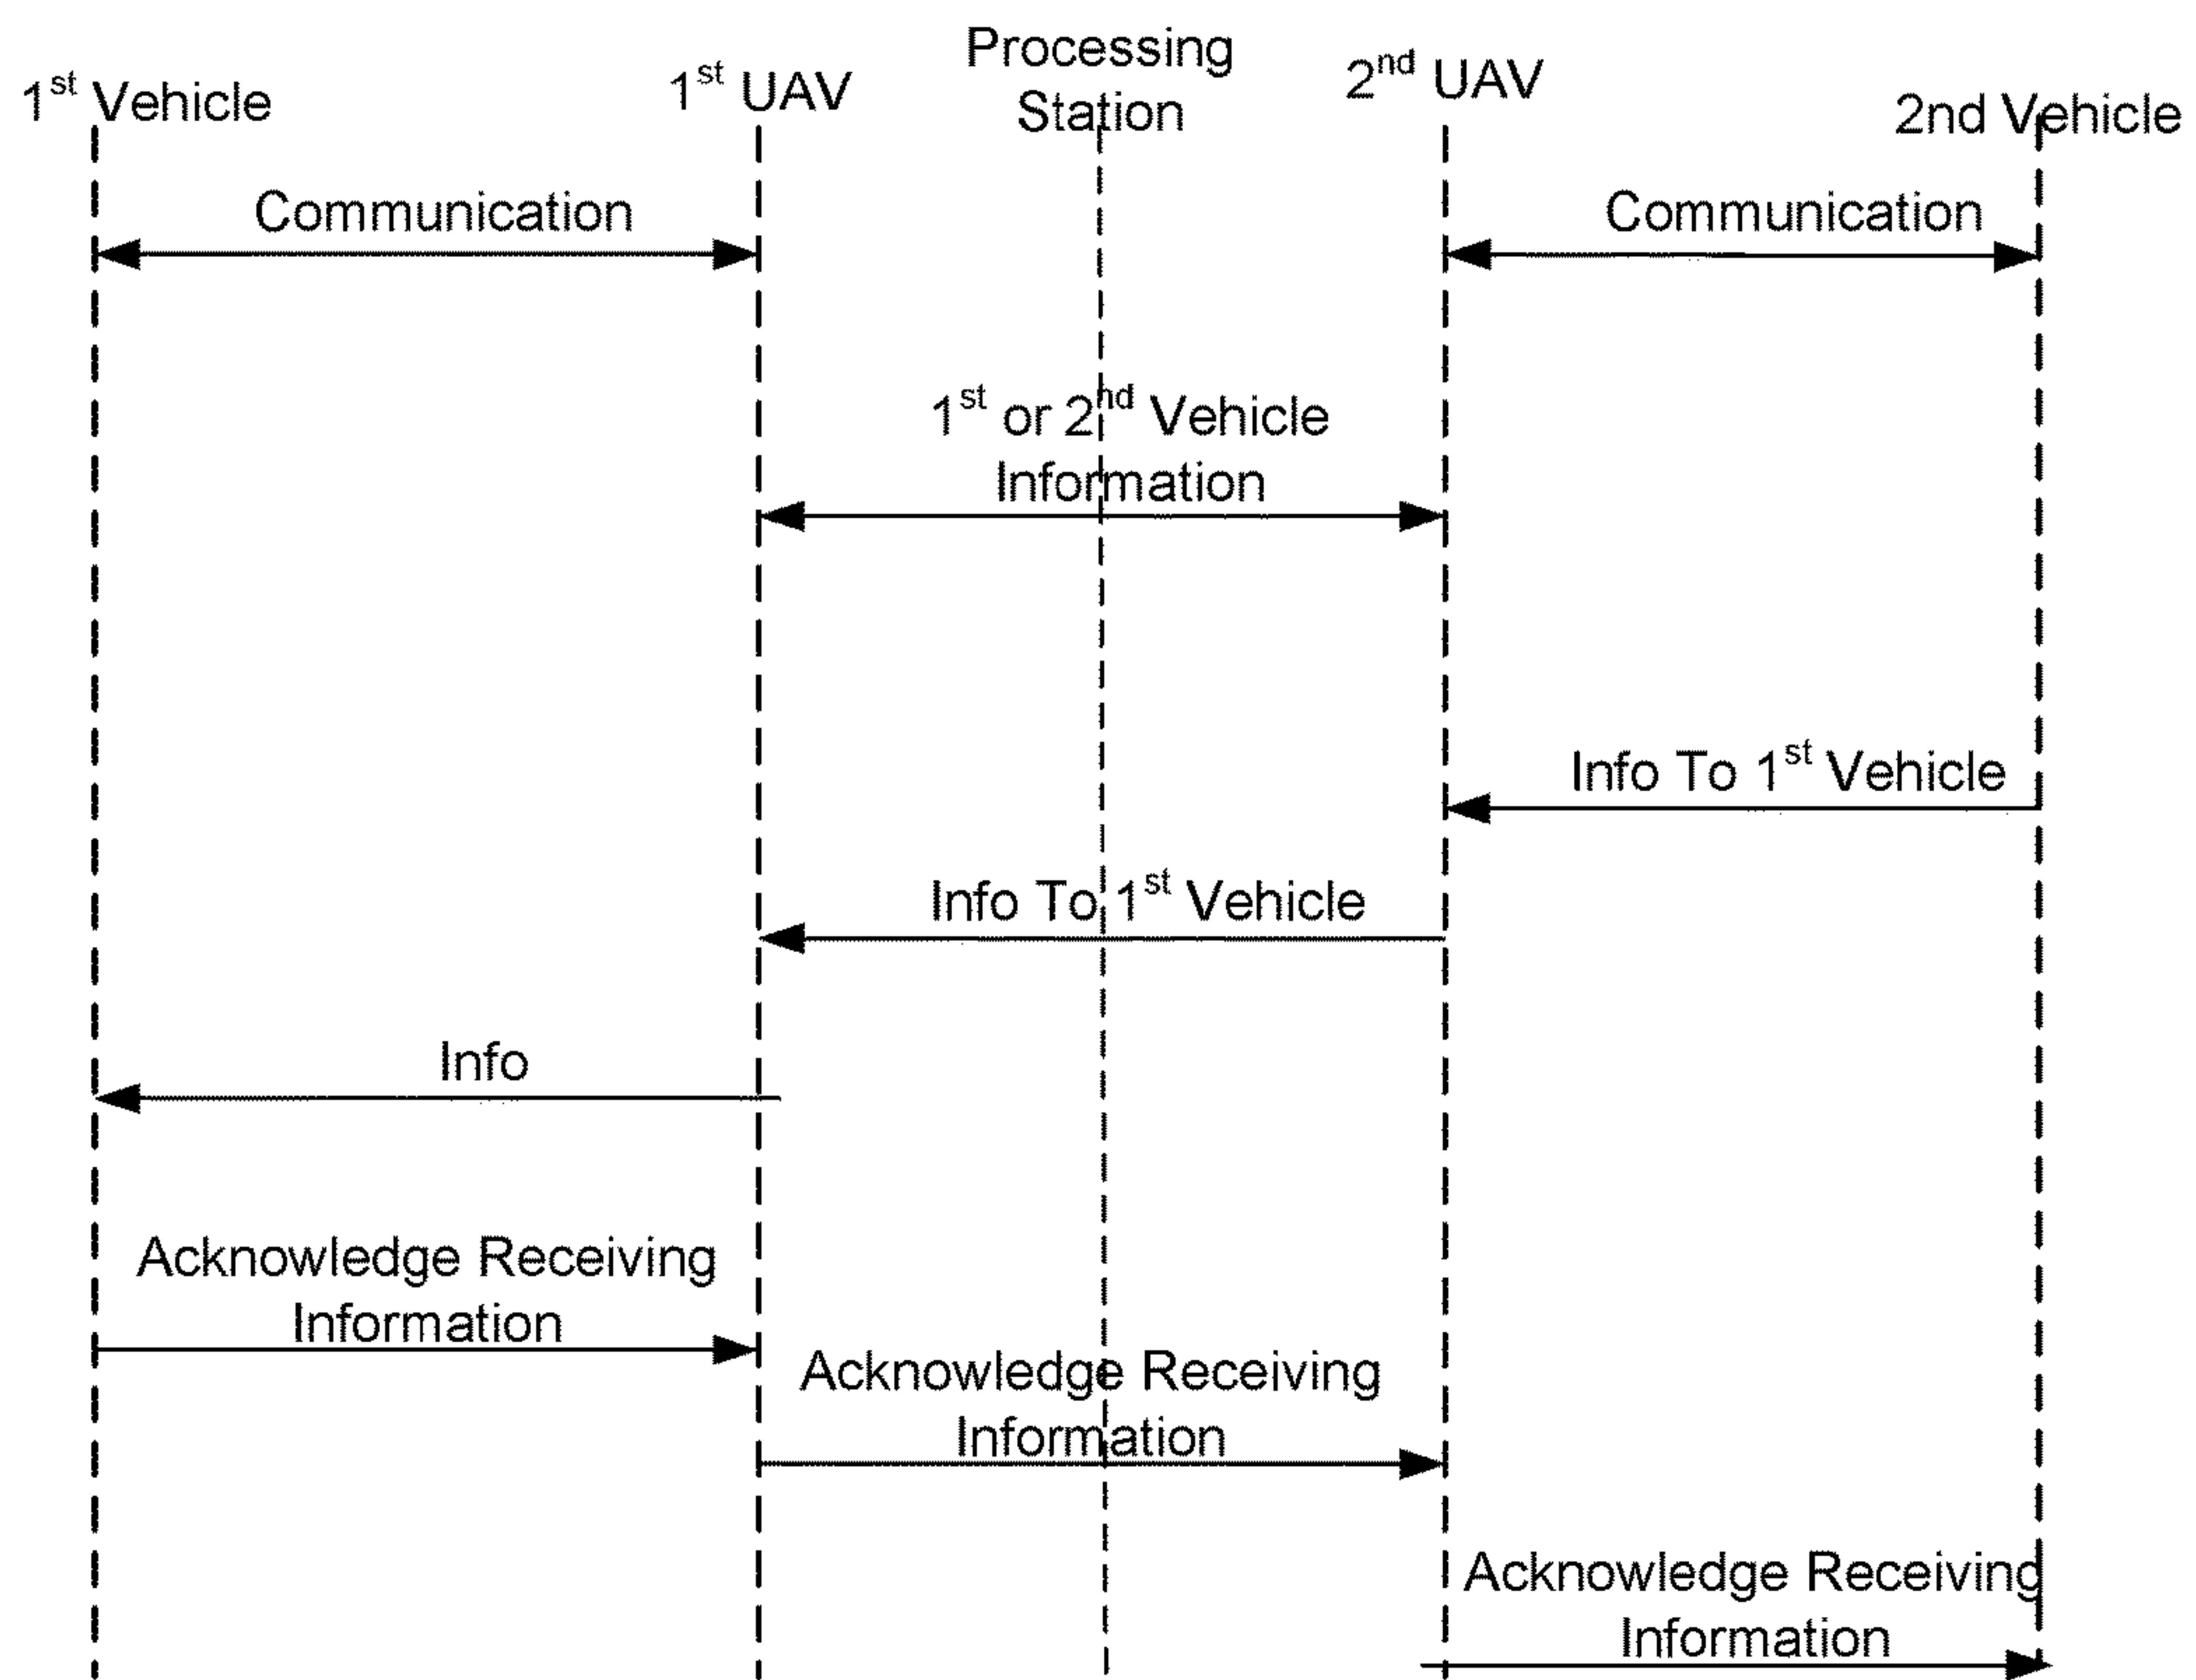 1st Vehicle
1st UAV
Processing
Station
2nd UAV
2nd Vehicle
Communication
Communication
1st or 2nd Vehicle
Information
Info To 1st Vehicle
Info To 1st Vehicle
Info
Acknowledge Receiving
Information
Acknowledge Receiving
Information
Acknowledge Receiving
Information